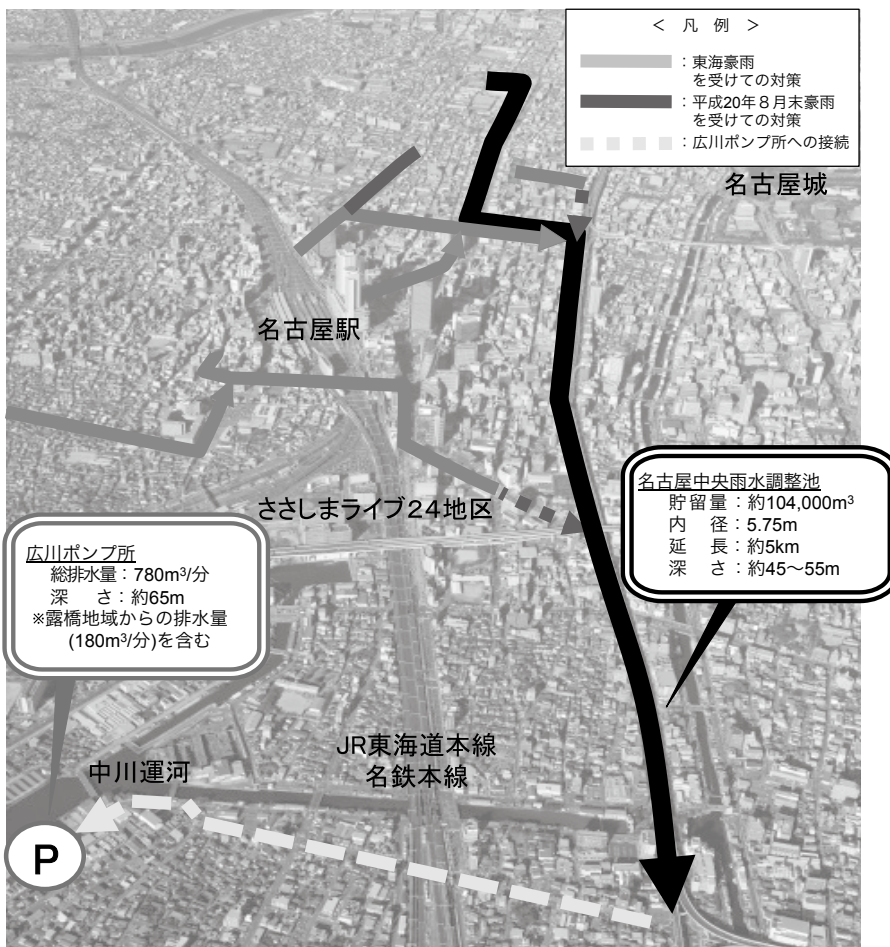 ＜ 凡 例 ＞
：東海豪雨
を受けての対策
：平成20年８月末豪雨
を受けての対策
：広川ポンプ所への接続
名古屋城
名古屋駅
ささしまライブ24地区
名古屋中央雨水調整池
貯留量：約104,000m³
内　径：5.75m
延　長：約5km
深　さ：約45～55m
広川ポンプ所
総排水量：780m³/分
深　さ：約65m
※露橋地域からの排水量
(180m³/分)を含む
JR東海道本線
名鉄本線
中川運河
P